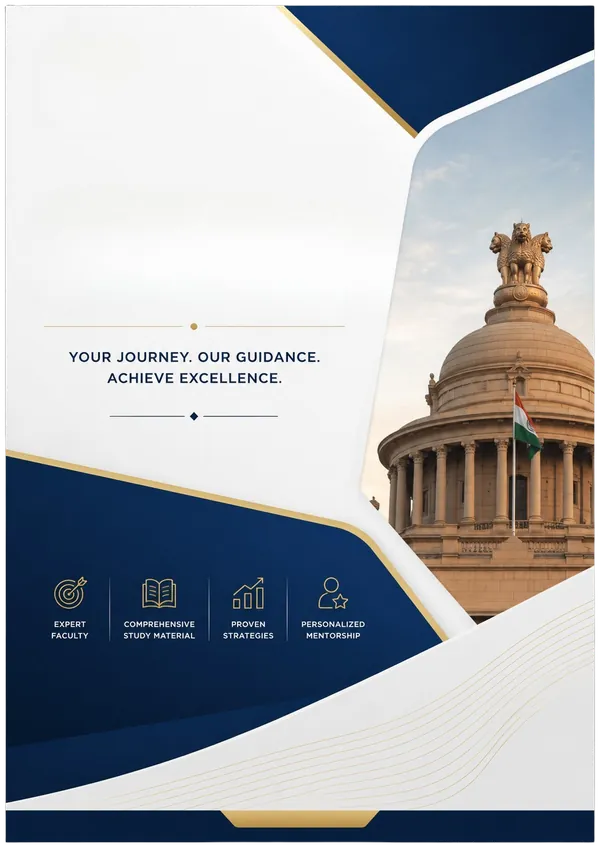 YOUR JOURNEY. OUR GUIDANCE.
ACHIEVE EXCELLENCE.
EXPERT
FACULTY
COMPREHENSIVE
STUDY MATERIAL
PROVEN
STRATEGIES
PERSONALIZED
MENTORSHIP